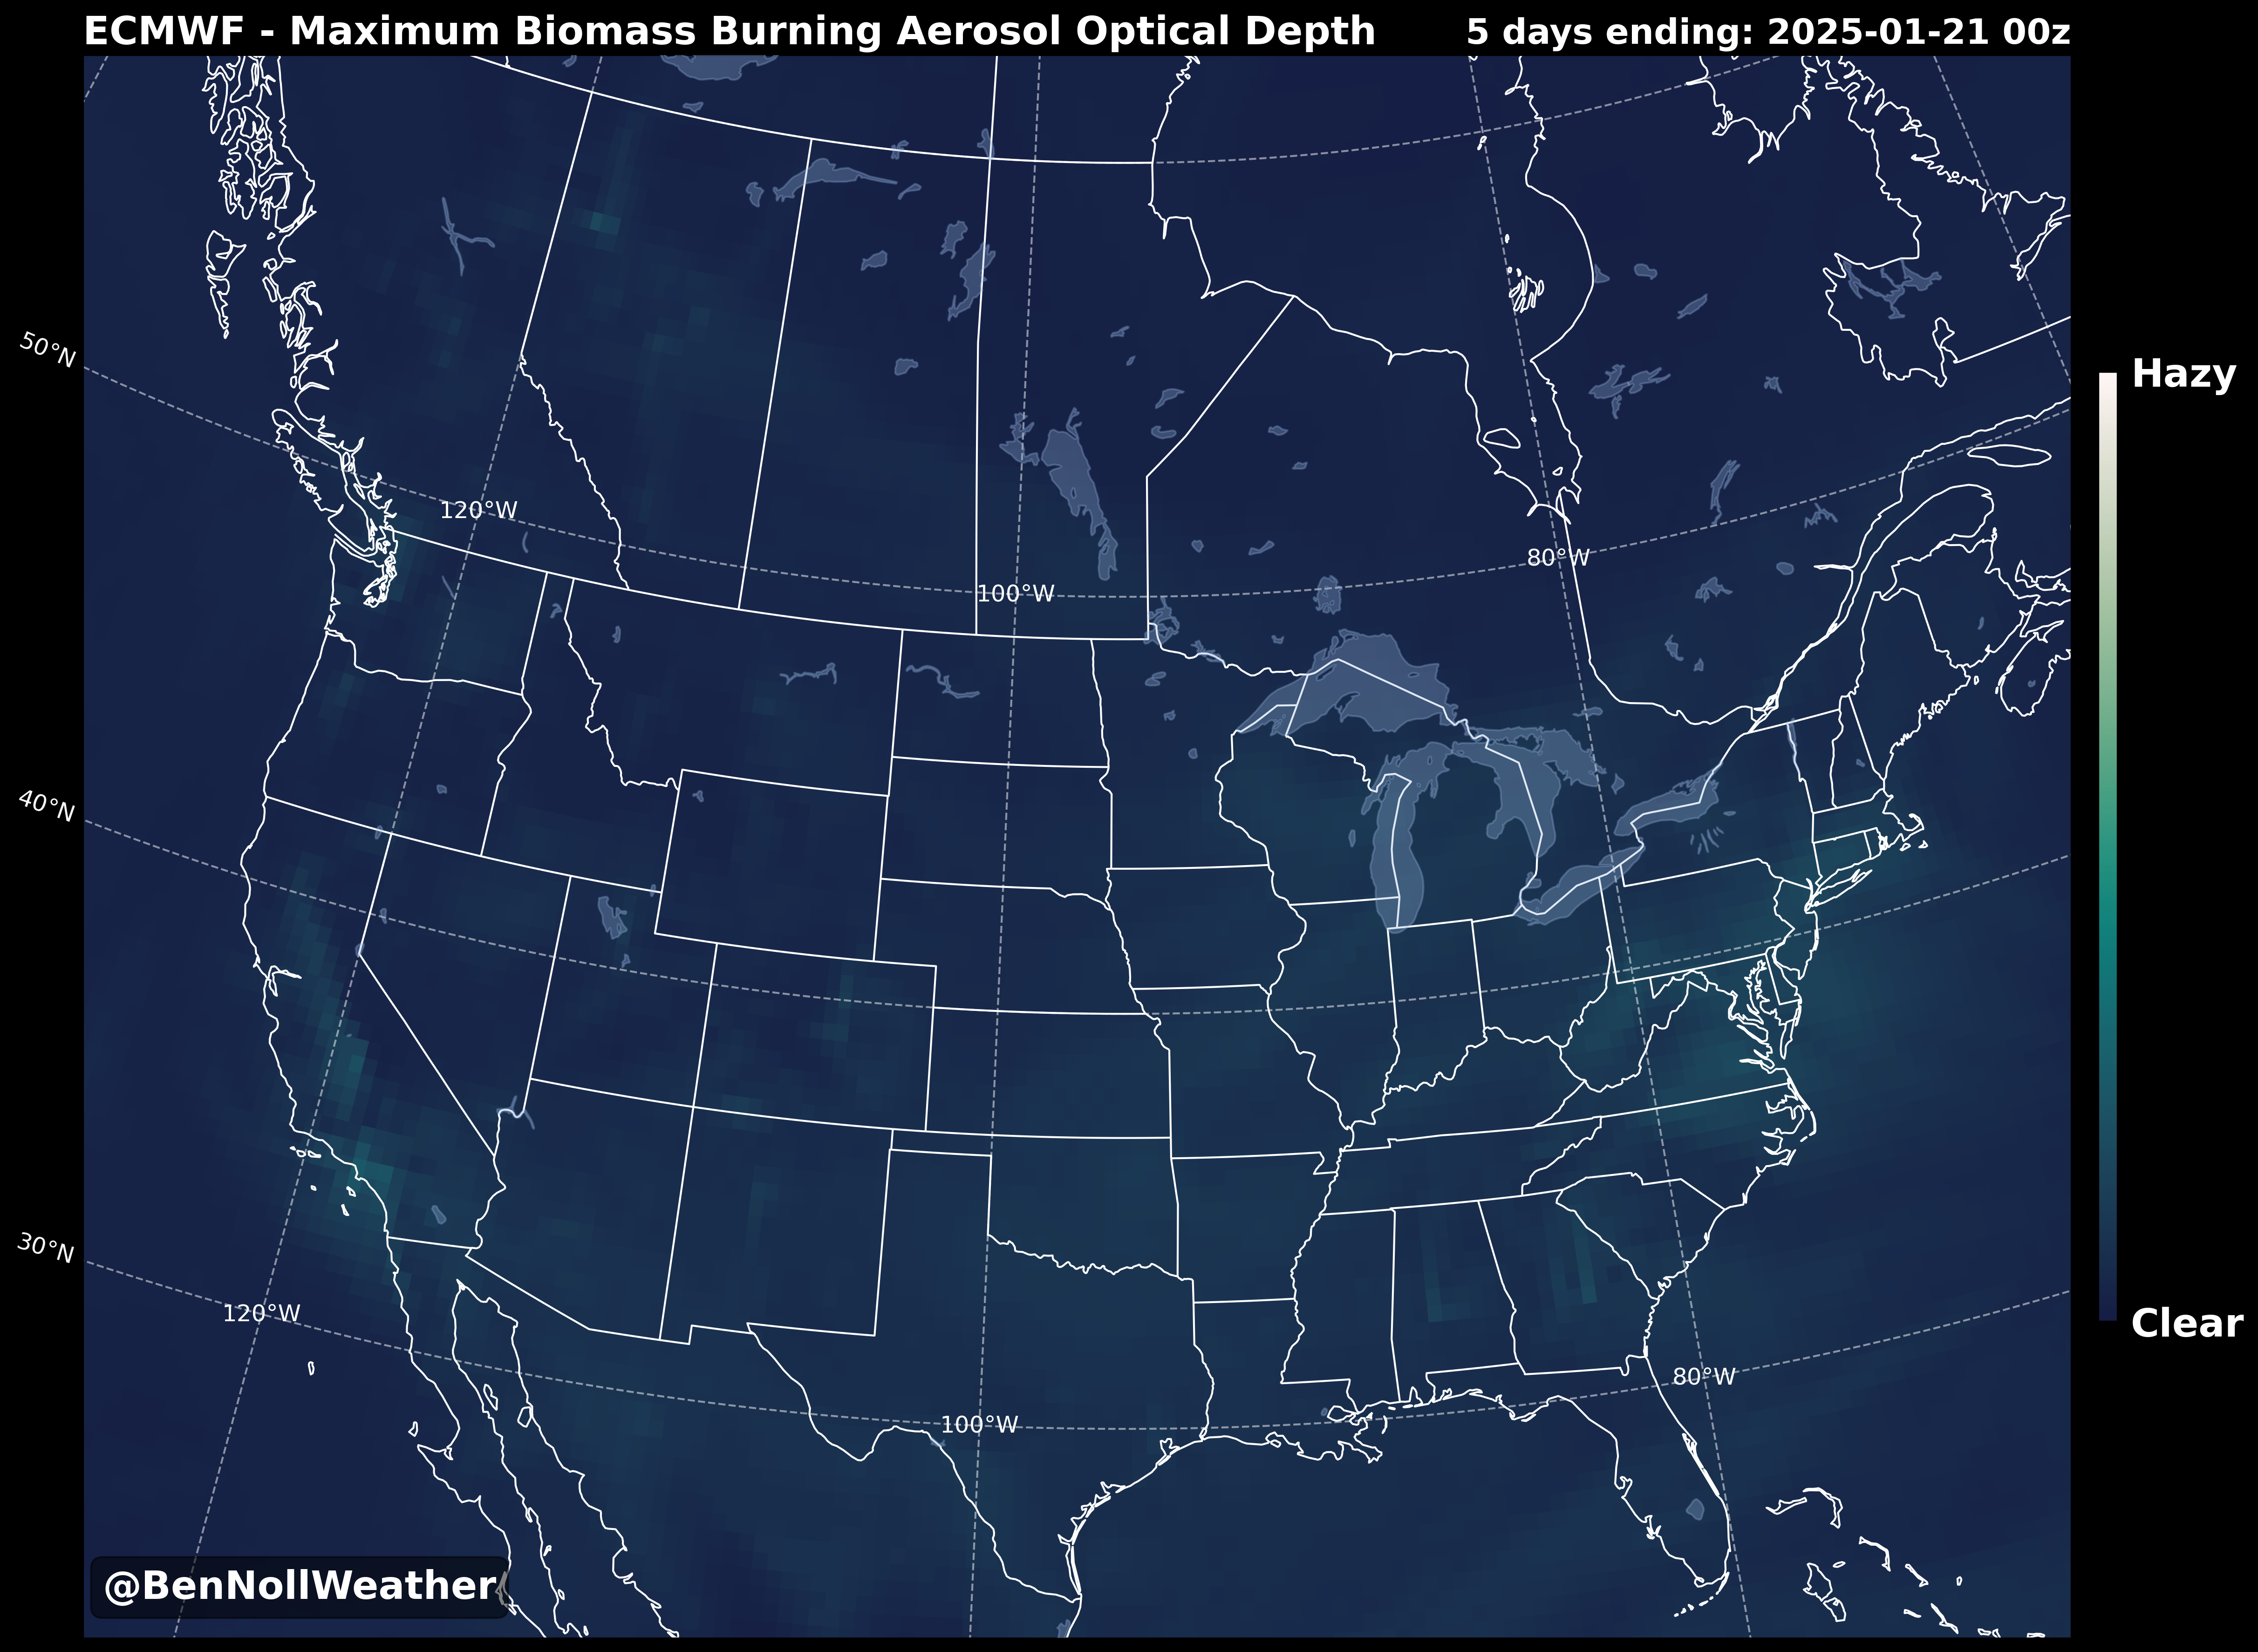 ECMWF - Maximum Biomass Burning Aerosol Optical Depth
5 days ending: 2025-01-21 00z
50°N
Hazy
120°W
80°W
100°W
40°N
30°N
120°W
Clear
80°W
100°W
@BenNollWeather